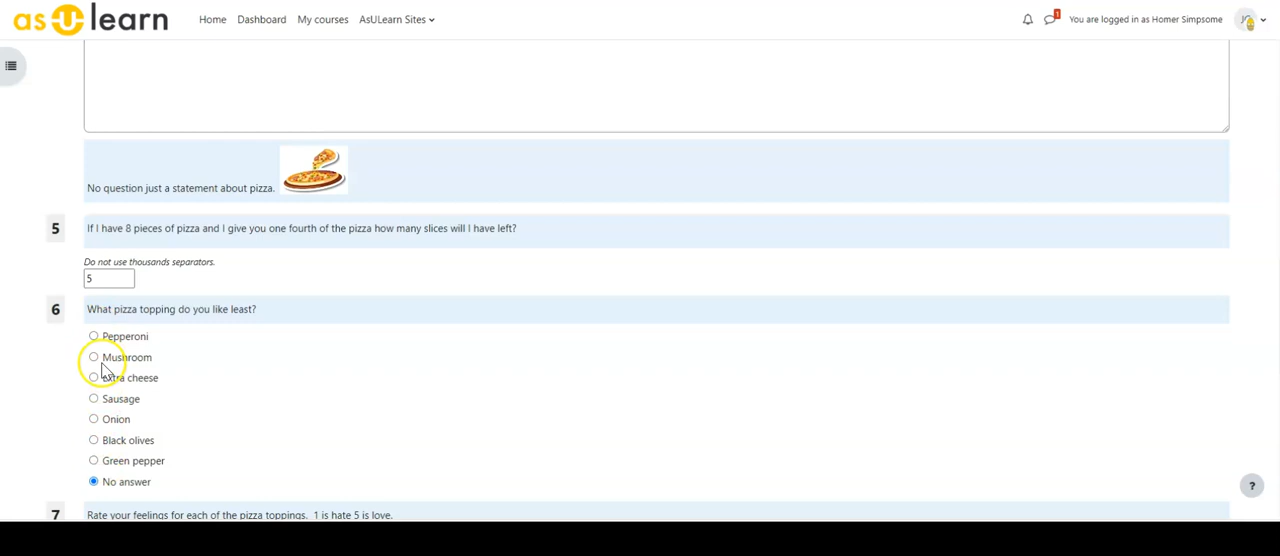 asULearn Home Dashboard My courses AsULearn Sites 1 You are logged in as Homer Simpsome
No question just a statement about pizza.
5 If I have 8 pieces of pizza and I give you one fourth of the pizza how many slices will I have left?
Do not use thousands separators.
5
6 What pizza topping do you like least?
Pepperoni
Mushroom
Extra cheese
Sausage
Onion
Black olives
Green pepper
No answer
?
7 Rate your feelings for each of the pizza toppings. 1 is hate 5 is love.